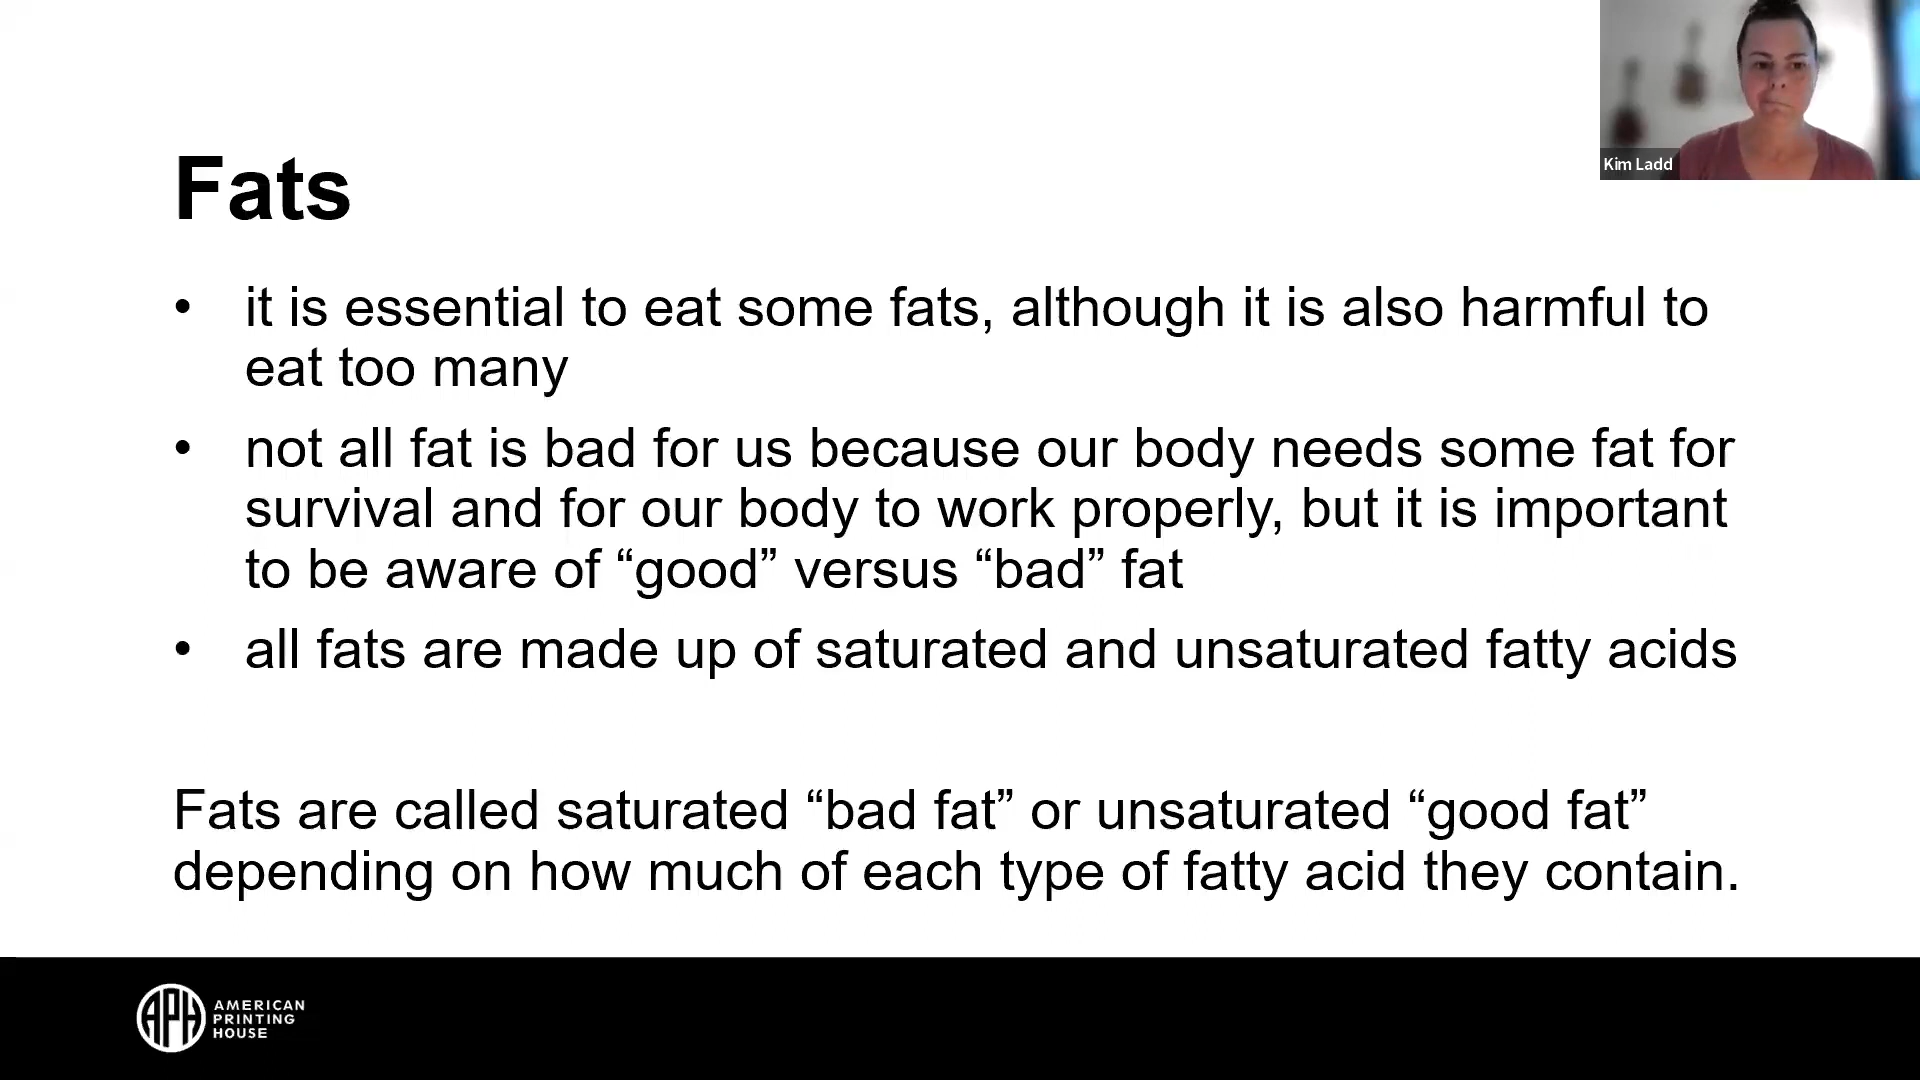 Kim Ladd
Fats
• it is essential to eat some fats, although it is also harmful to
eat too many
• not all fat is bad for us because our body needs some fat for
survival and for our body to work properly, but it is important
to be aware of “good” versus “bad” fat
• all fats are made up of saturated and unsaturated fatty acids
Fats are called saturated “bad fat” or unsaturated “good fat”
depending on how much of each type of fatty acid they contain.
APH
AMERICAN
PRINTING
HOUSE